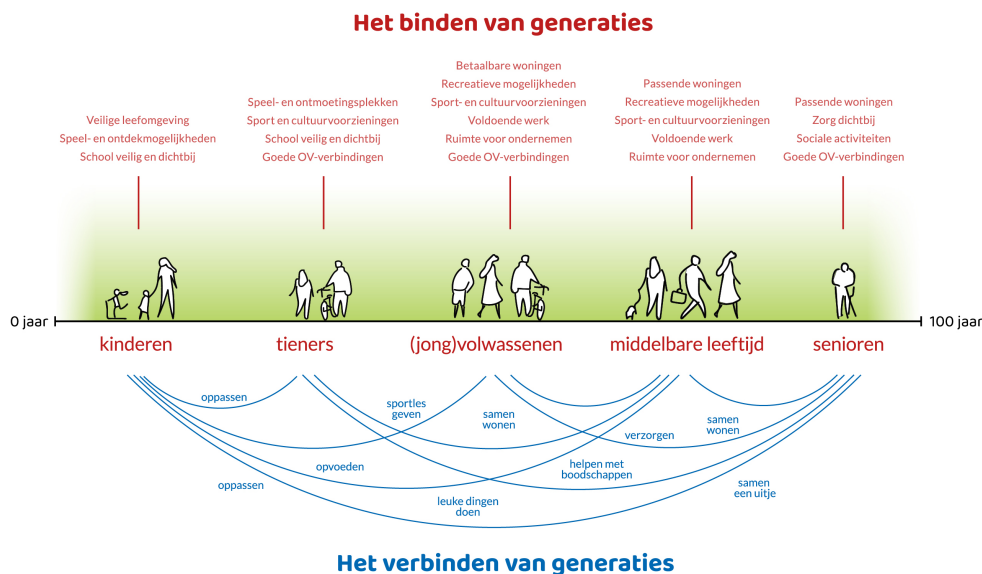 Het binden van generaties
Veilige leefomgeving
Speel- en ontdekmogelijkheden
School veilig en dichtbij
Speel- en ontmoetingsplekken
Sport en cultuurvoorzieningen
School veilig en dichtbij
Goede OV-verbindingen
Betaalbare woningen
Recreatieve mogelijkheden
Sport- en cultuurvoorzieningen
Voldoende werk
Ruimte voor ondernemen
Goede OV-verbindingen
Passende woningen
Recreatieve mogelijkheden
Sport- en cultuurvoorzieningen
Voldoende werk
Ruimte voor ondernemen
Passende woningen
Zorg dichtbij
Sociale activiteiten
Goede OV-verbindingen
0 jaar
100 jaar
kinderen
tieners
(jong)volwassenen
middelbare leeftijd
senioren
oppassen
sportles
geven
samen
wonen
verzorgen
samen
wonen
opvoeden
helpen met
boodschappen
oppassen
leuke dingen
doen
samen
een uitje
Het verbinden van generaties